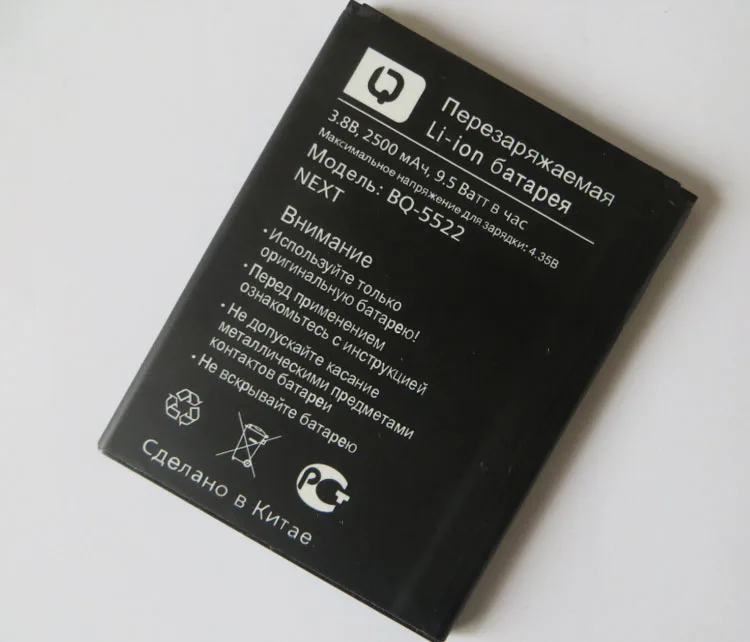 BQ
Перезаряжаемая
Li-ion батарея
3.8В, 2500 мАч, 9.5 Ватт в час
Максимальное напряжение для зарядки: 4.35В
Модель: BQ-5522
NEXT
Внимание
· Используйте только
оригинальную батарею!
· Перед применением
ознакомьтесь с инструкцией
· Не допускайте касание
металлическими предметами
контактов батареи
· Не вскрывайте батарею
РСТ
Сделано в Китае